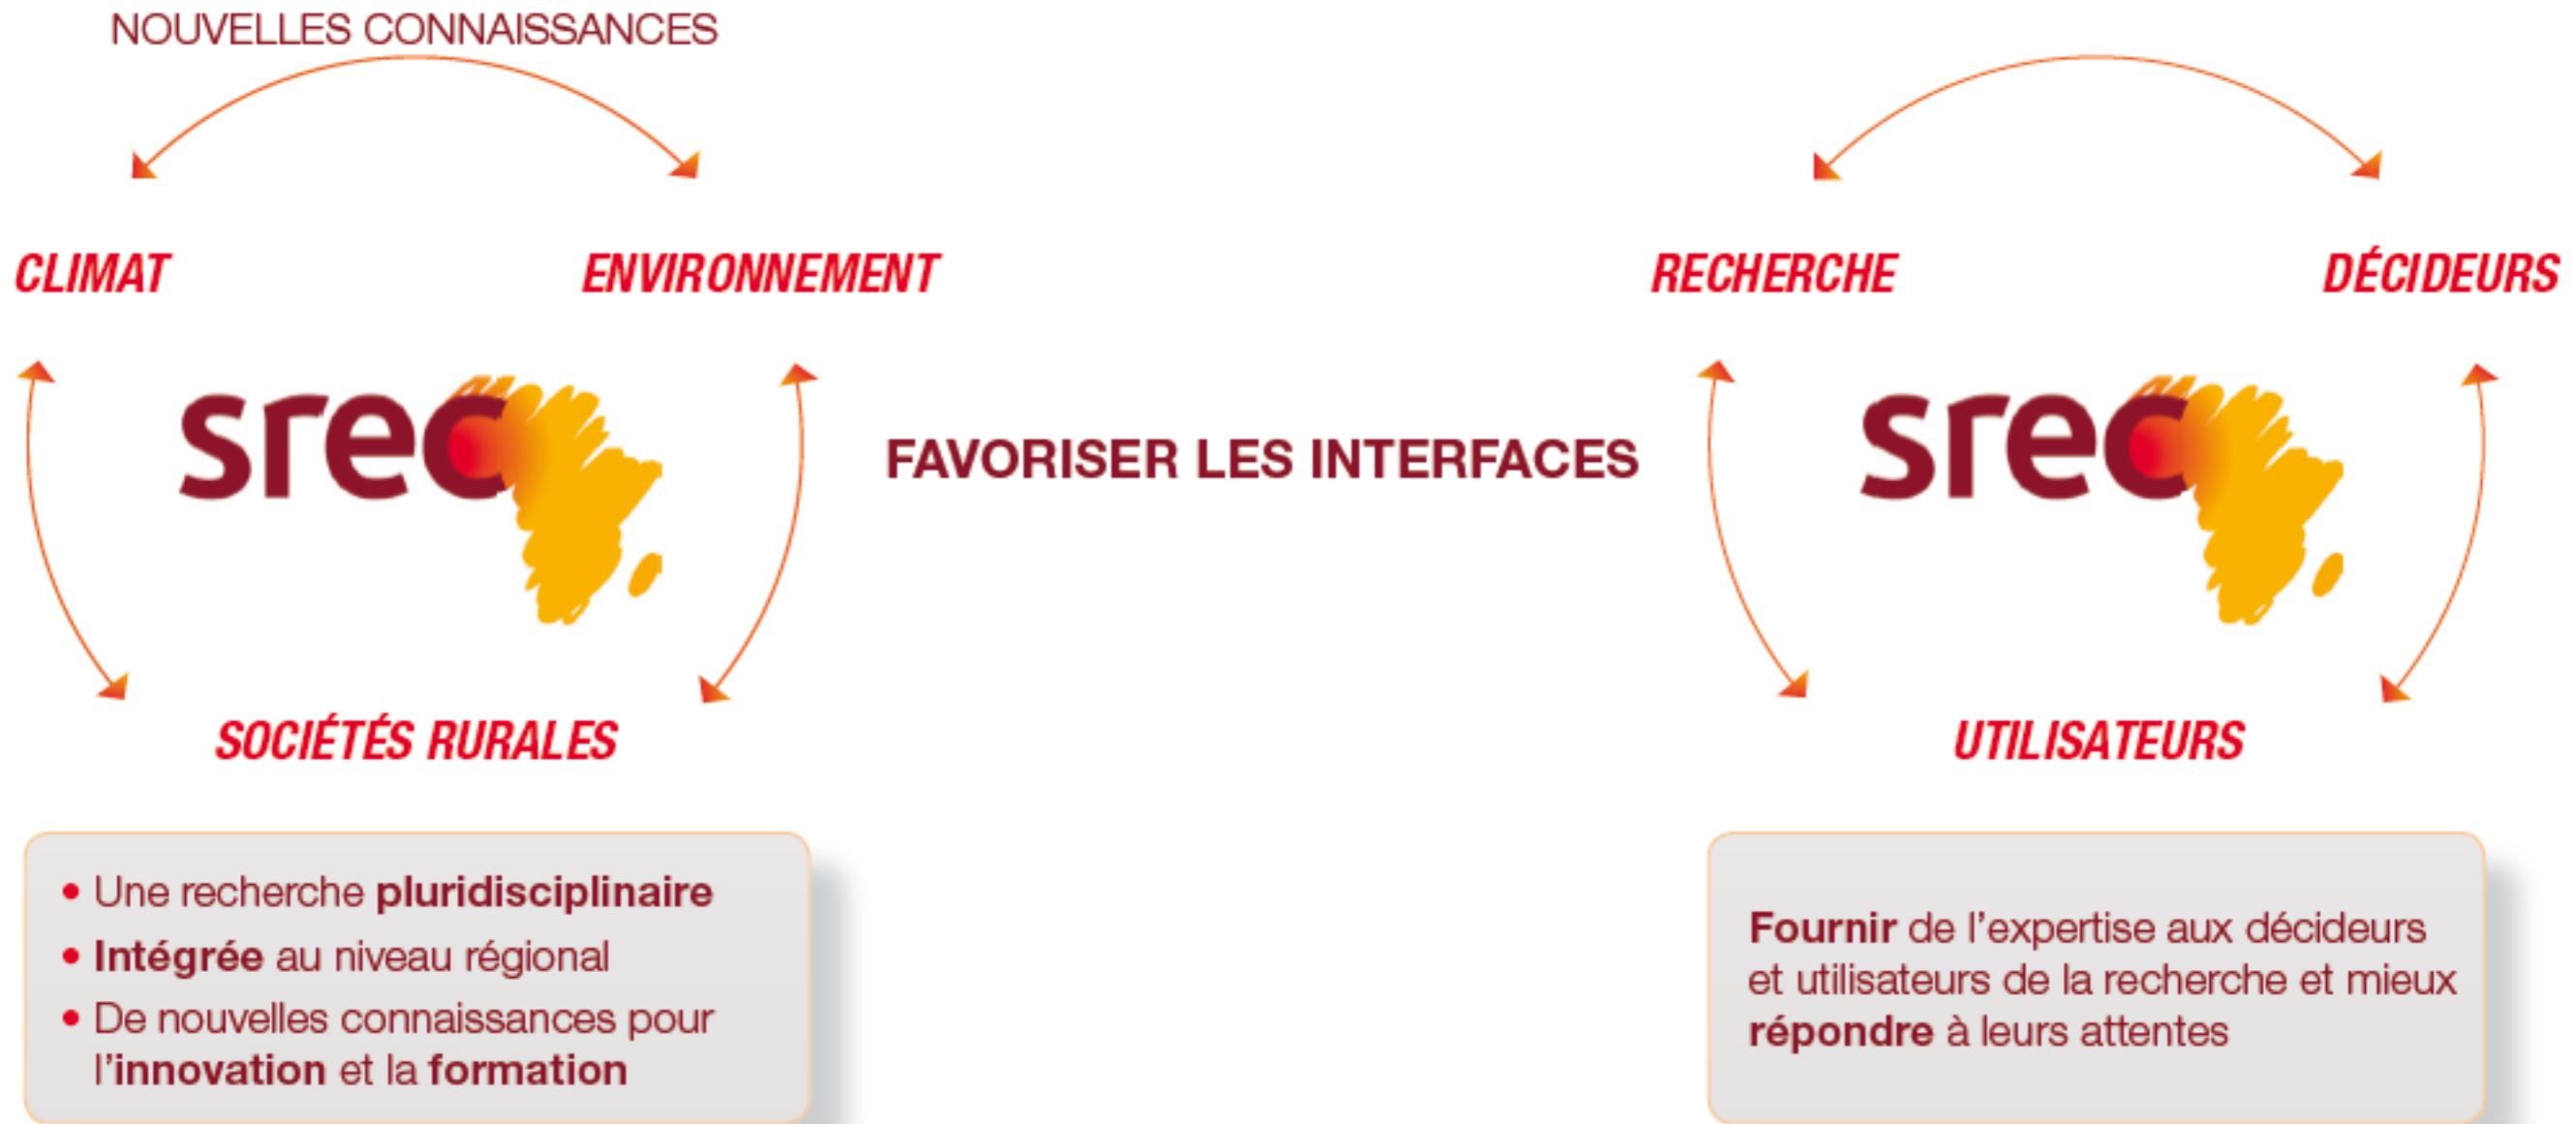 NOUVELLES CONNAISSANCES
CLIMAT
ENVIRONNEMENT
srec
SOCIÉTÉS RURALES
• Une recherche pluridisciplinaire
• Intégrée au niveau régional
• De nouvelles connaissances pour
l'innovation et la formation
FAVORISER LES INTERFACES
RECHERCHE
DÉCIDEURS
srec
UTILISATEURS
Fournir de l'expertise aux décideurs
et utilisateurs de la recherche et mieux
répondre à leurs attentes